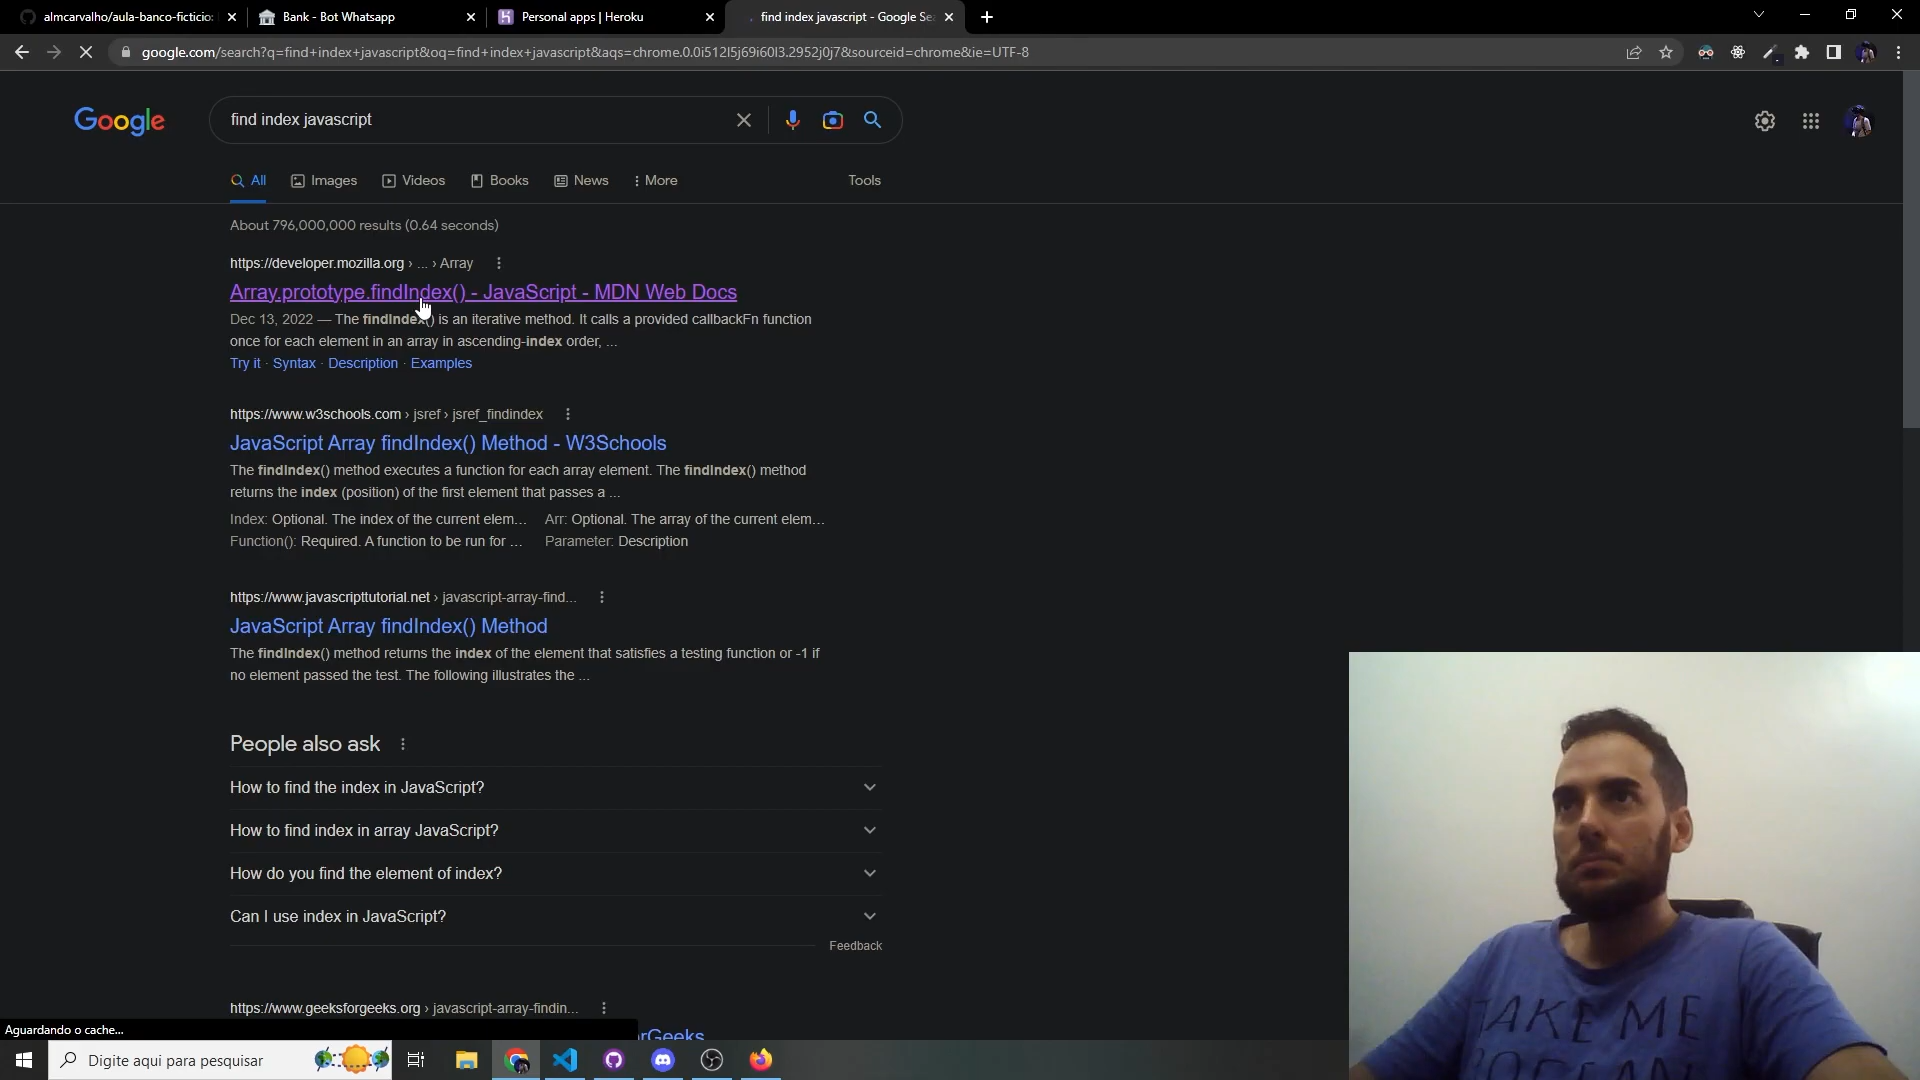 almcarvalho/aula-banco-ficticio:
Bank - Bot Whatsapp
Personal apps | Heroku
find index javascript - Google Se
google.com/search?q=find+index+javascript&oq=find+index+javascript&aqs=chrome.0.0i512l5j69i60l3.2952j0j7&sourceid=chrome&ie=UTF-8
Google
find index javascript
All
Images
Videos
Books
News
More
Tools
About 796,000,000 results (0.64 seconds)
https://developer.mozilla.org › ... › Array
Array.prototype.findIndex() - JavaScript - MDN Web Docs
Dec 13, 2022 — The findIndex() is an iterative method. It calls a provided callbackFn function
once for each element in an array in ascending-index order, ...
Try it · Syntax · Description · Examples
https://www.w3schools.com › jsref › jsref_findindex
JavaScript Array findIndex() Method - W3Schools
The findIndex() method executes a function for each array element. The findIndex() method
returns the index (position) of the first element that passes a ...
Index: Optional. The index of the current elem... Arr: Optional. The array of the current elem...
Function(): Required. A function to be run for ... Parameter: Description
https://www.javascripttutorial.net › javascript-array-find...
JavaScript Array findIndex() Method
The findIndex() method returns the index of the element that satisfies a testing function or -1 if
no element passed the test. The following illustrates the ...
People also ask
How to find the index in JavaScript?
How to find index in array JavaScript?
How do you find the element of index?
Can I use index in JavaScript?
Feedback
https://www.geeksforgeeks.org › javascript-array-findin...
rGeeks
Aguardando o cache...
Digite aqui para pesquisar
TAKE ME